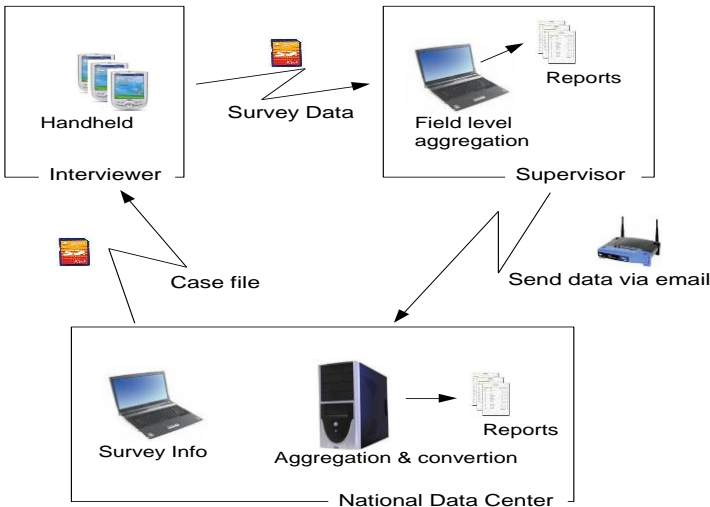 Handheld
Interviewer
Survey Data
Field level
aggregation
Reports
Supervisor
Case file
Send data via email
Survey Info
Aggregation & convertion
Reports
National Data Center